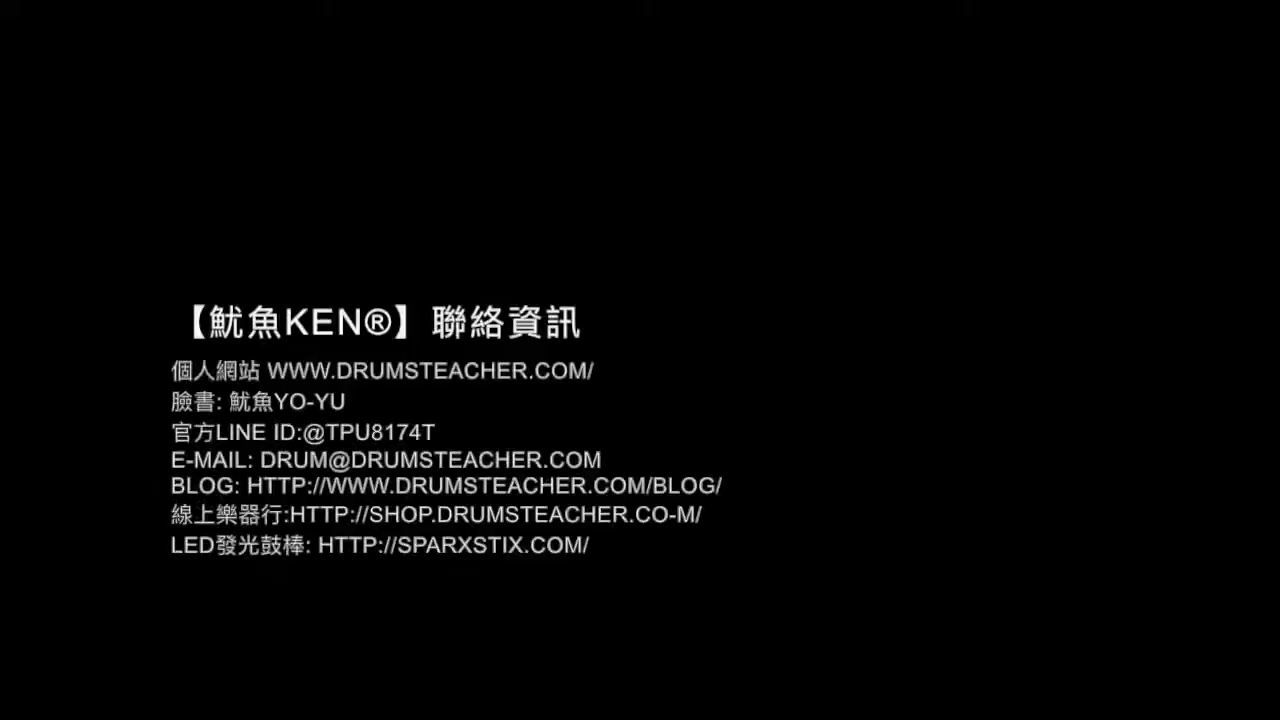 【魷魚KEN®】聯絡資訊
個人網站 WWW.DRUMSTEACHER.COM/
臉書: 魷魚YO-YU
官方LINE ID:@TPU8174T
E-MAIL: DRUM@DRUMSTEACHER.COM
BLOG: HTTP://WWW.DRUMSTEACHER.COM/BLOG/
線上樂器行:HTTP://SHOP.DRUMSTEACHER.CO-M/
LED發光鼓棒: HTTP://SPARXSTIX.COM/